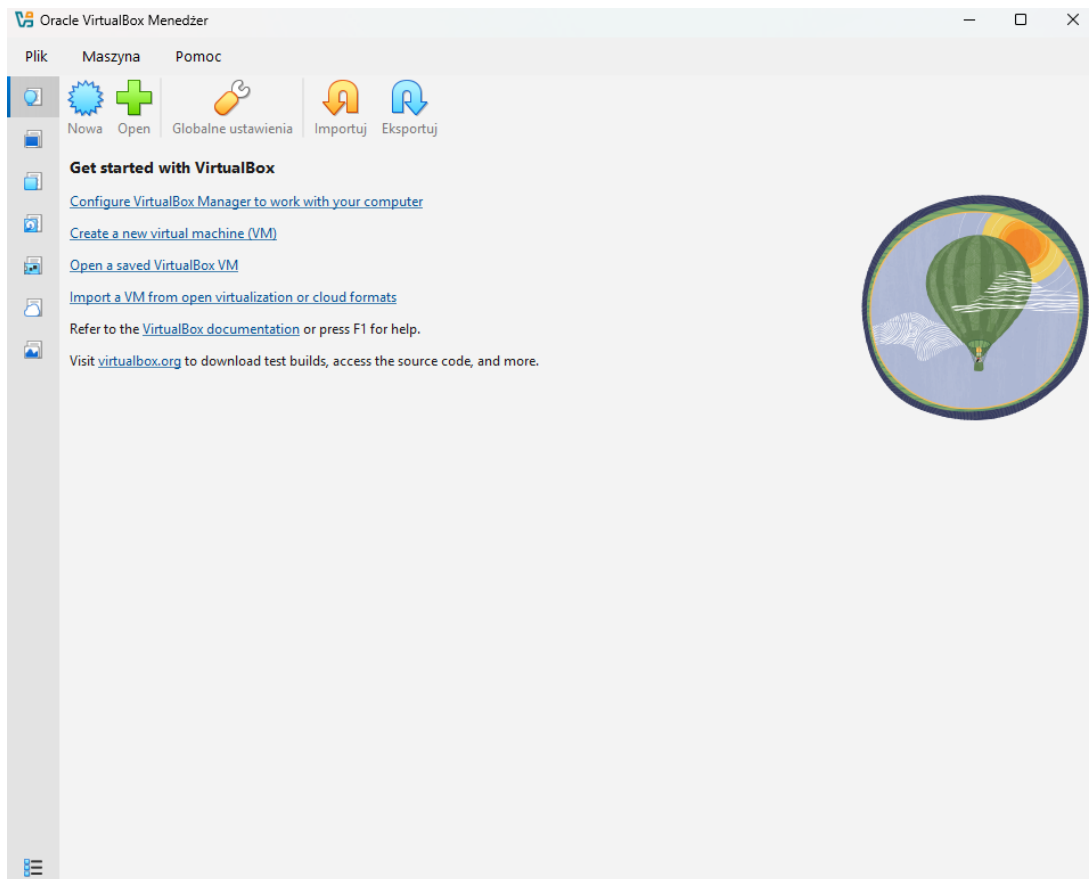 Oracle VirtualBox Menedżer
Plik Maszyna Pomoc
Nowa Open Globalne ustawienia Importuj Eksportuj
Get started with VirtualBox
Configure VirtualBox Manager to work with your computer
Create a new virtual machine (VM)
Open a saved VirtualBox VM
Import a VM from open virtualization or cloud formats
Refer to the VirtualBox documentation or press F1 for help.
Visit virtualbox.org to download test builds, access the source code, and more.